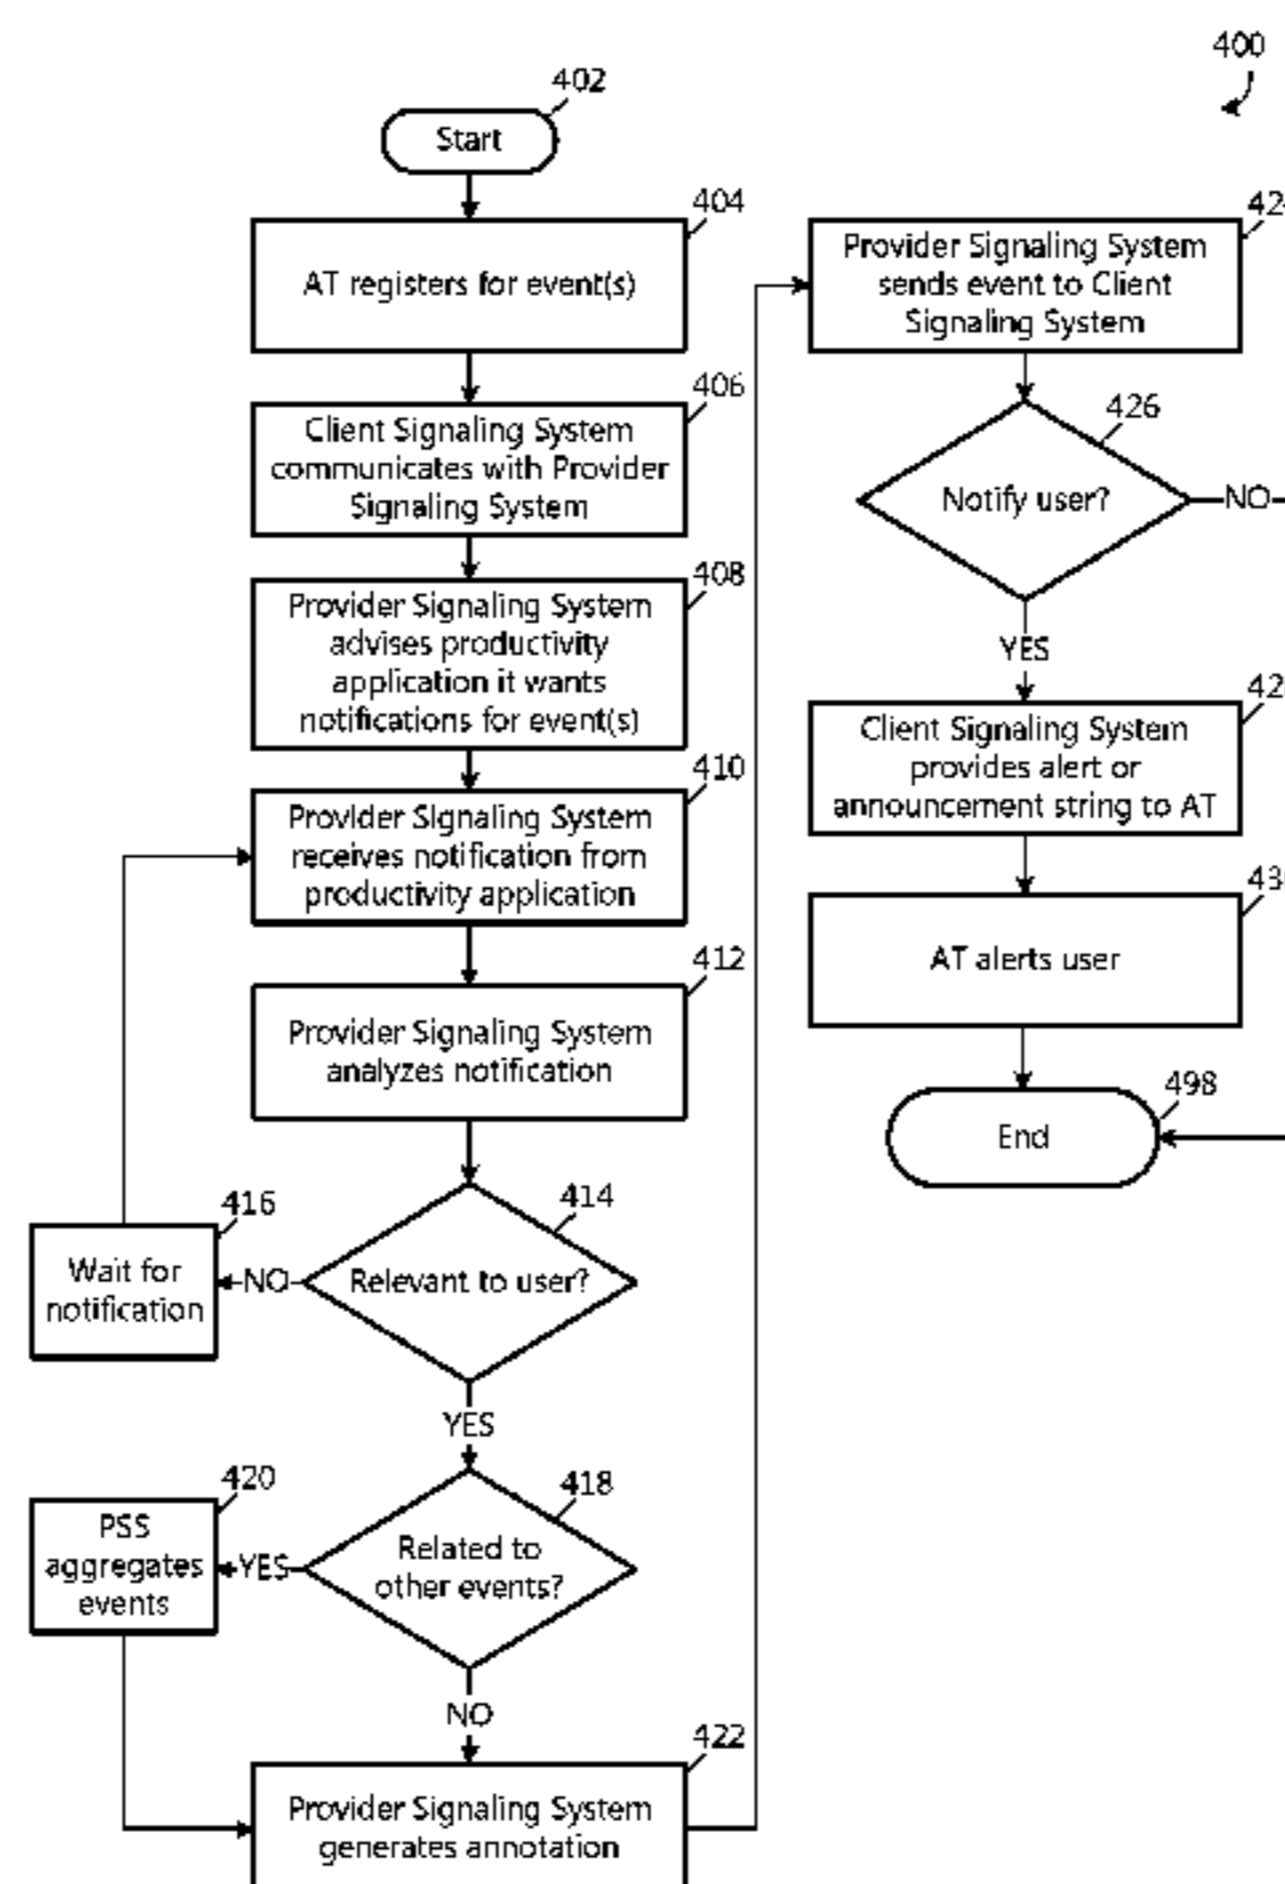 400
402
Start
404
AT registers for event(s)
406
Client Signaling System
communicates with Provider
Signaling System
408
Provider Signaling System
advises productivity
application it wants
notifications for event(s)
410
Provider Signaling System
receives notification from
productivity application
412
Provider Signaling System
analyzes notification
414
Relevant to user?
NO
416
Wait for
notification
YES
418
Related to
other events?
YES
420
PSS
aggregates
events
NO
422
Provider Signaling System
generates annotation
Provider Signaling System
sends event to Client
Signaling System
426
Notify user?
NO
YES
Client Signaling System
provides alert or
announcement string to AT
AT alerts user
498
End